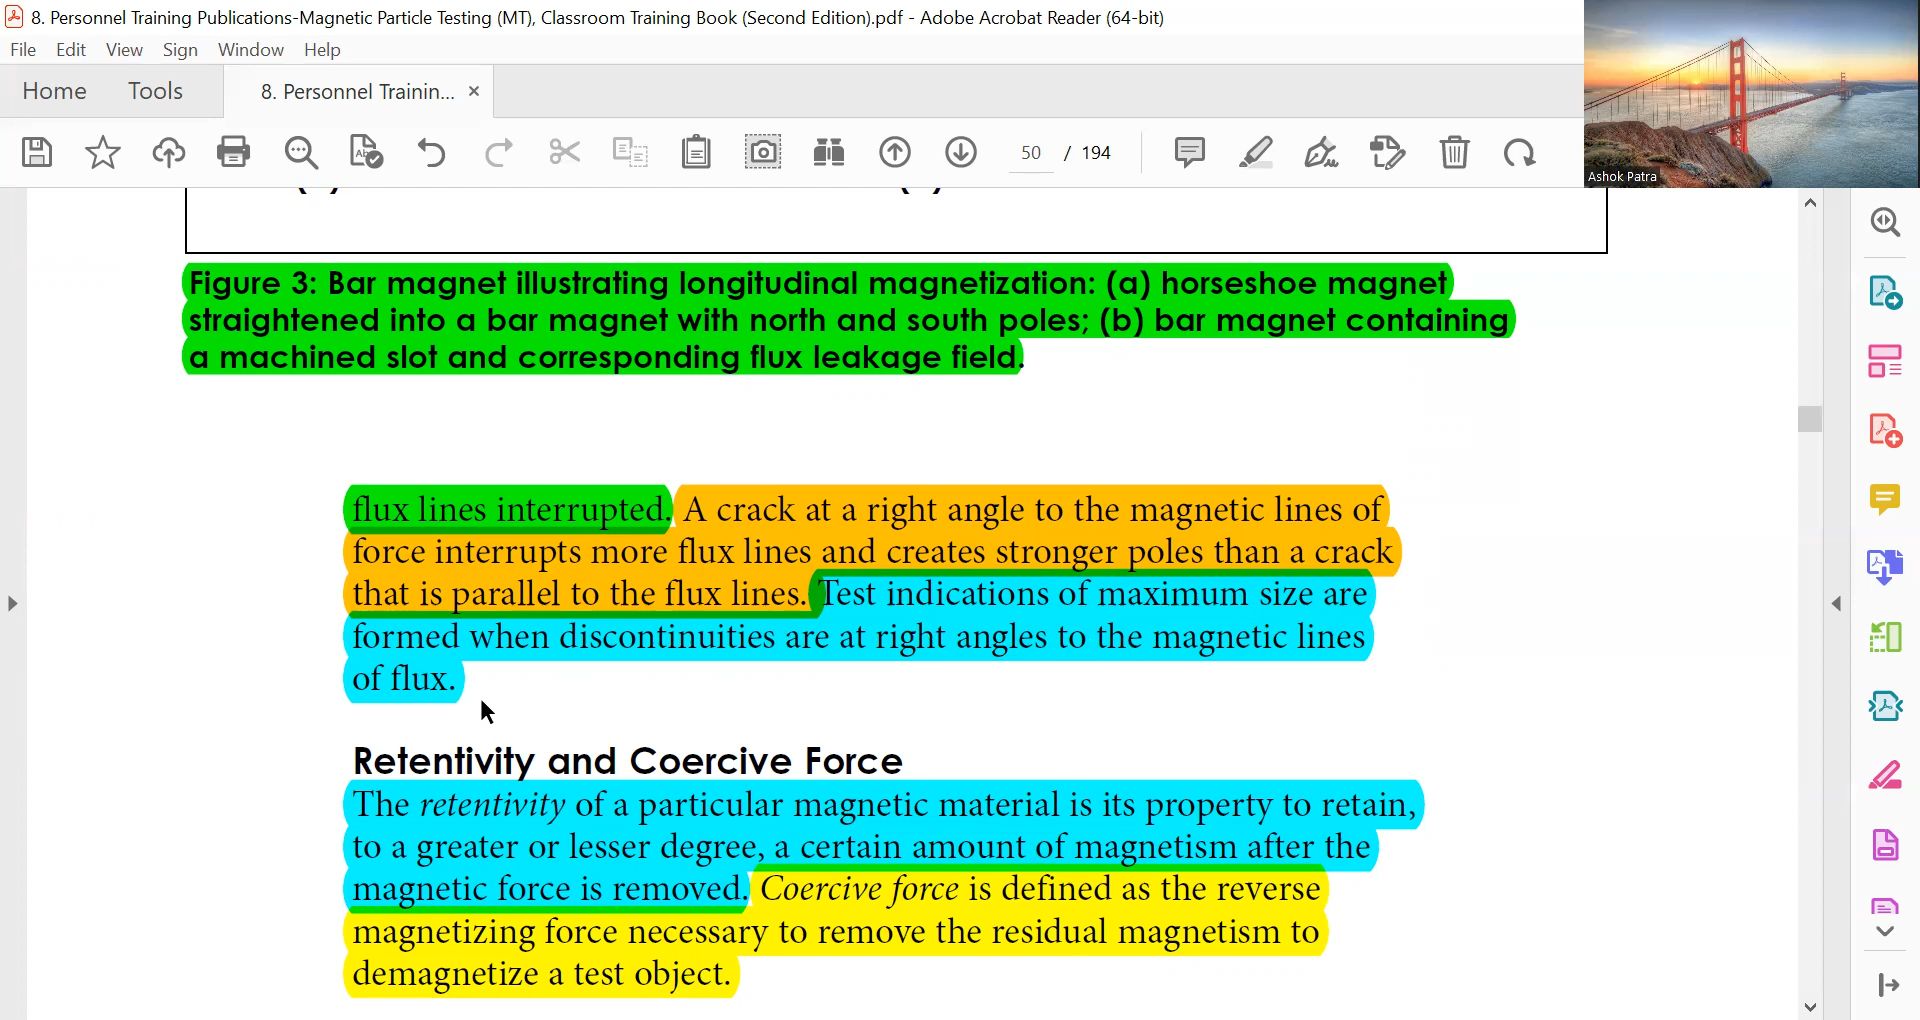 8. Personnel Training Publications-Magnetic Particle Testing (MT), Classroom Training Book (Second Edition).pdf - Adobe Acrobat Reader (64-bit)
File Edit View Sign Window Help
Home Tools 8. Personnel Trainin... ×
50 / 194
Ashok Patra
Figure 3: Bar magnet illustrating longitudinal magnetization: (a) horseshoe magnet
straightened into a bar magnet with north and south poles; (b) bar magnet containing
a machined slot and corresponding flux leakage field.
flux lines interrupted. A crack at a right angle to the magnetic lines of
force interrupts more flux lines and creates stronger poles than a crack
that is parallel to the flux lines. Test indications of maximum size are
formed when discontinuities are at right angles to the magnetic lines
of flux.
Retentivity and Coercive Force
The retentivity of a particular magnetic material is its property to retain,
to a greater or lesser degree, a certain amount of magnetism after the
magnetic force is removed. Coercive force is defined as the reverse
magnetizing force necessary to remove the residual magnetism to
demagnetize a test object.